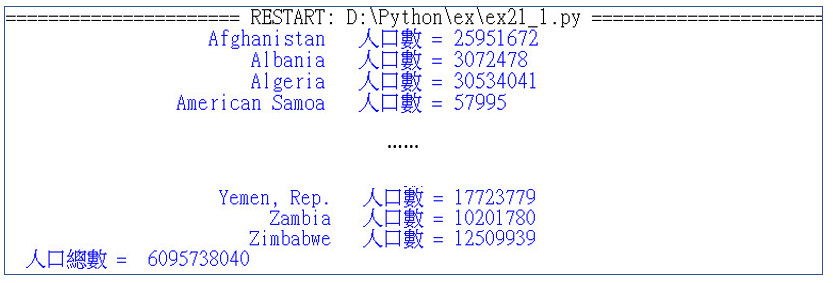 ====================== RESTART: D:\Python\ex\ex21_1.py ======================
Afghanistan 人口數 = 25951672
Albania 人口數 = 3072478
Algeria 人口數 = 30534041
American Samoa 人口數 = 57995
......
Yemen, Rep. 人口數 = 17723779
Zambia 人口數 = 10201780
Zimbabwe 人口數 = 12509939
人口總數 = 6095738040